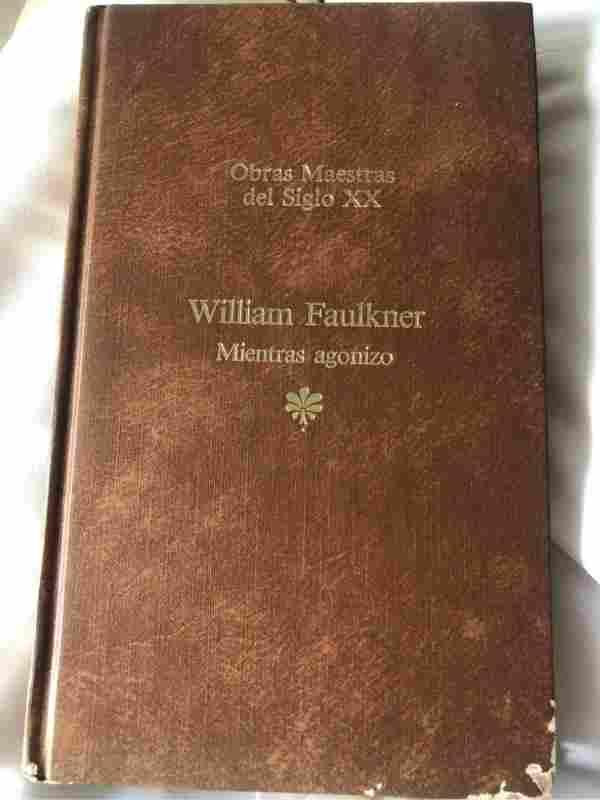 Obras Maestras
del Siglo XX
William Faulkner
Mientras agonizo